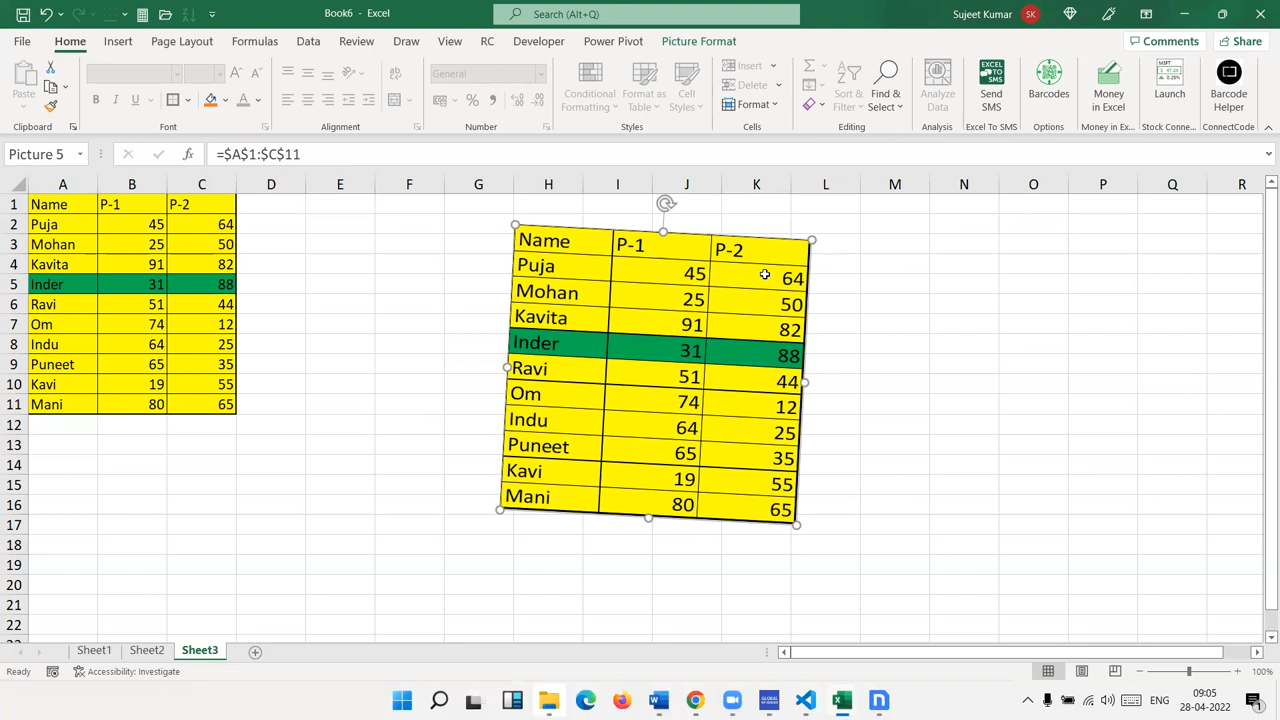 Book6 - Excel
Search (Alt+Q)
Sujeet Kumar SK
File Home Insert Page Layout Formulas Data Review View Draw RC Developer Power Pivot Picture Format
Comments Share
Paste
General
Conditional Formatting
Format as Table
Cell Styles
Insert
Delete
Format
Sort & Filter
Find & Select
Analyze Data
Excel To SMS
Send SMS
Barcodes
Money in Excel
Launch
Barcode Helper
Clipboard Font Alignment Number Styles Cells Editing Analysis Excel To SMS Options Money in Ex... Stock Conne... ConnectCode
Picture 5 fx =$A$1:$C$11
A B C D E F G H I J K L M N O P Q R
1 Name P-1 P-2
2 Puja 45 64
3 Mohan 25 50
4 Kavita 91 82
5 Inder 31 88
6 Ravi 51 44
7 Om 74 12
8 Indu 64 25
9 Puneet 65 35
10 Kavi 19 55
11 Mani 80 65
12
13
14
15
16
17
18
19
20
21
22
Name P-1 P-2
Puja 45 64
Mohan 25 50
Kavita 91 82
Inder 31 88
Ravi 51 44
Om 74 12
Indu 64 25
Puneet 65 35
Kavi 19 55
Mani 80 65
Sheet1 Sheet2 Sheet3
Ready Accessibility: Investigate 100%
ENG
09:05
28-04-2022